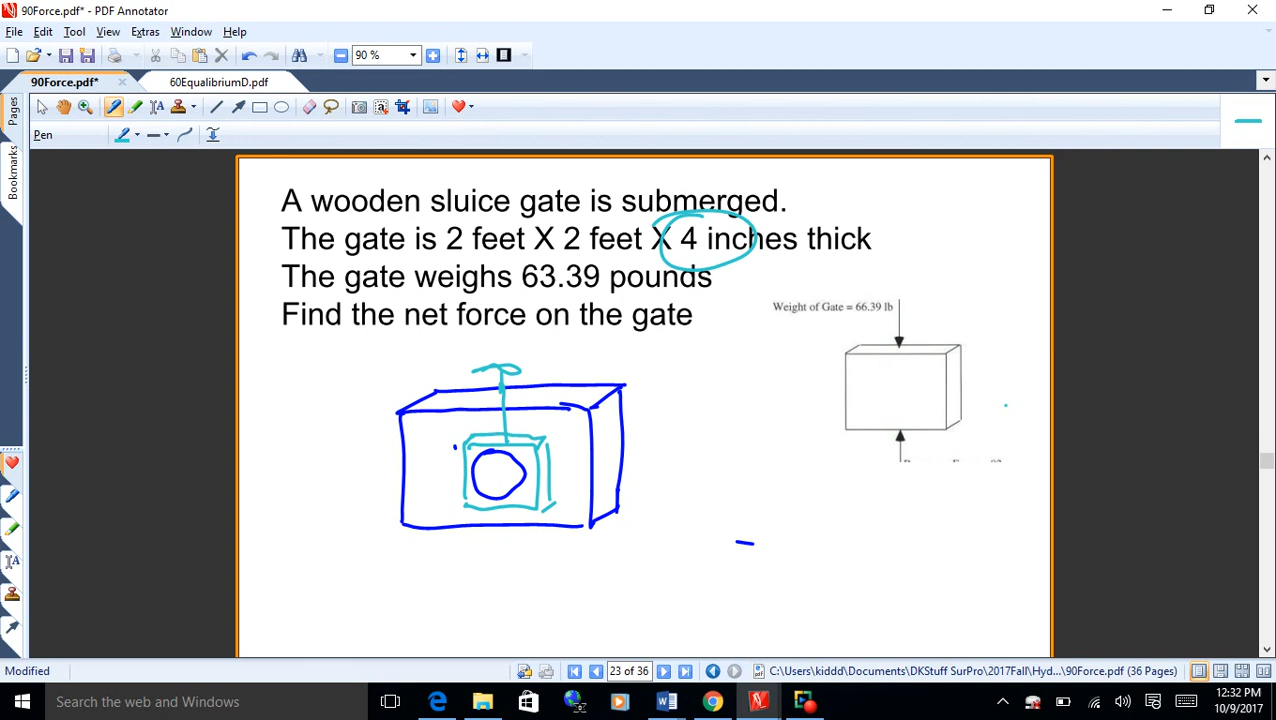 90Force.pdf* - PDF Annotator
File Edit Tool View Extras Window Help
90 %
90Force.pdf* 60EqualibriumD.pdf
Pen
Pages
Bookmarks
A wooden sluice gate is submerged.
The gate is 2 feet X 2 feet X 4 inches thick
The gate weighs 63.39 pounds
Find the net force on the gate
Weight of Gate = 66.39 lb
Modified
23 of 36
C:\Users\kiddd\Documents\DKStuff SurPro\2017Fall\Hyd...\90Force.pdf (36 Pages)
Search the web and Windows
12:32 PM
10/9/2017